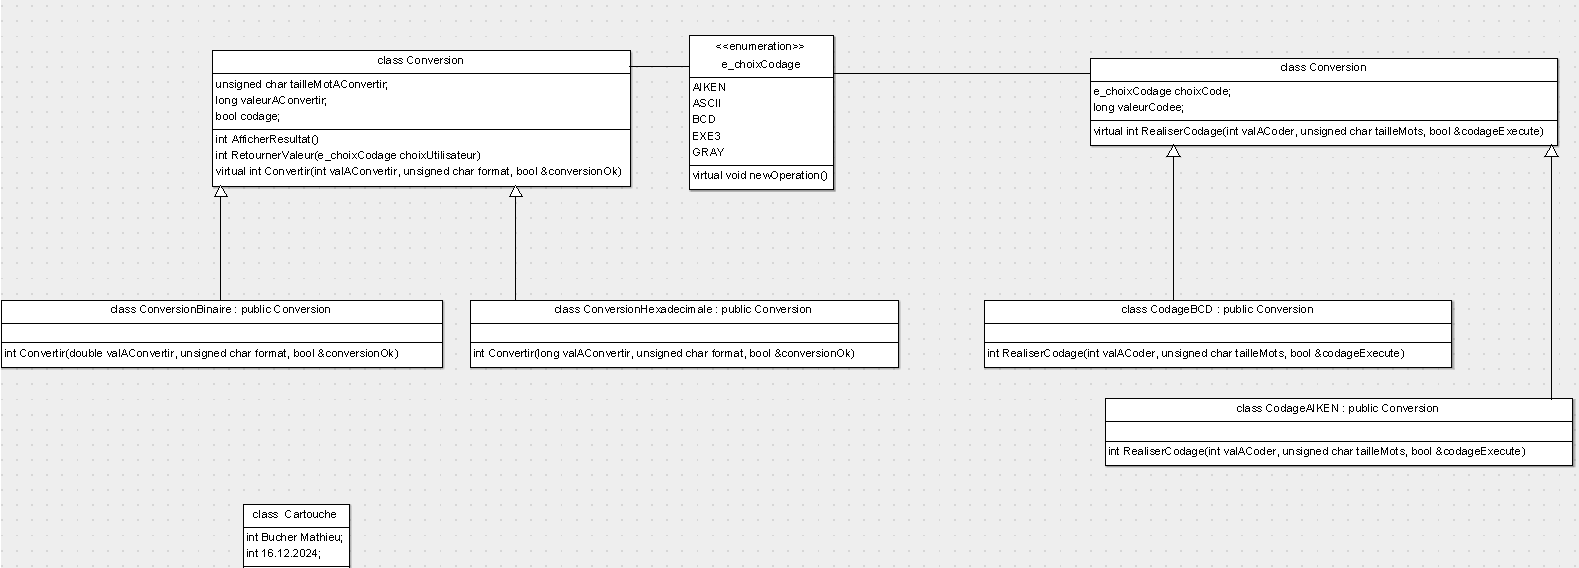 class Conversion
unsigned char tailleMotAConvertir;
long valeurAConvertir;
bool codage;
int AfficherResultat()
int RetournerValeur(e_choixCodage choixUtilisateur)
virtual int Convertir(int valAConvertir, unsigned char format, bool &conversionOk)
<<enumeration>>
e_choixCodage
AIKEN
ASCII
BCD
EXE3
GRAY
virtual void newOperation()
class Conversion
e_choixCodage choixCode;
long valeurCodee;
virtual int RealiserCodage(int valACoder, unsigned char tailleMots, bool &codageExecute)
class ConversionBinaire : public Conversion
int Convertir(double valAConvertir, unsigned char format, bool &conversionOk)
class ConversionHexadecimale : public Conversion
int Convertir(long valAConvertir, unsigned char format, bool &conversionOk)
class CodageBCD : public Conversion
int RealiserCodage(int valACoder, unsigned char tailleMots, bool &codageExecute)
class CodageAIKEN : public Conversion
int RealiserCodage(int valACoder, unsigned char tailleMots, bool &codageExecute)
class Cartouche
int Bucher Mathieu;
int 16.12.2024;